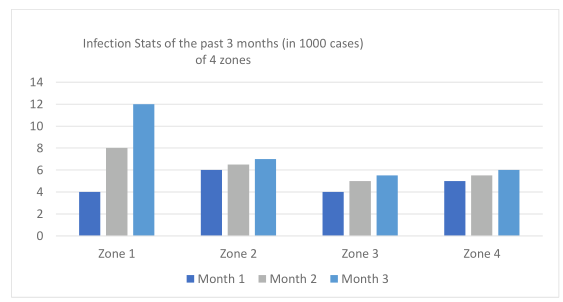 Infection Stats of the past 3 months (in 1000 cases)
of 4 zones
14
12
10
8
6
4
2
0
Zone 1 Zone 2 Zone 3 Zone 4
Month 1 Month 2 Month 3